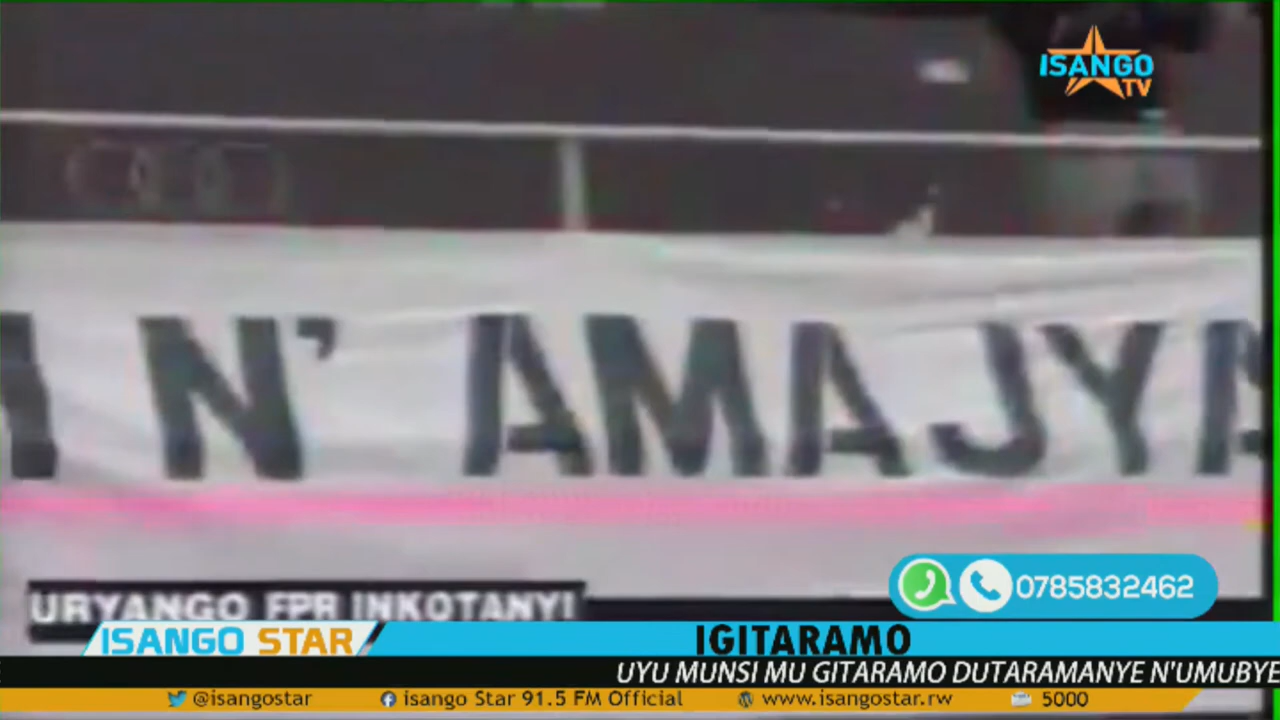 ISANGO
TV
N' AMAJYA
URYANGO FPR INKOTANYI
0785832462
ISANGO STAR
IGITARAMO
UYU MUNSI MU GITARAMO DUTARAMANYE N'UMUBYE
@isangostar
isango Star 91.5 FM Official
www.isangostar.rw
5000